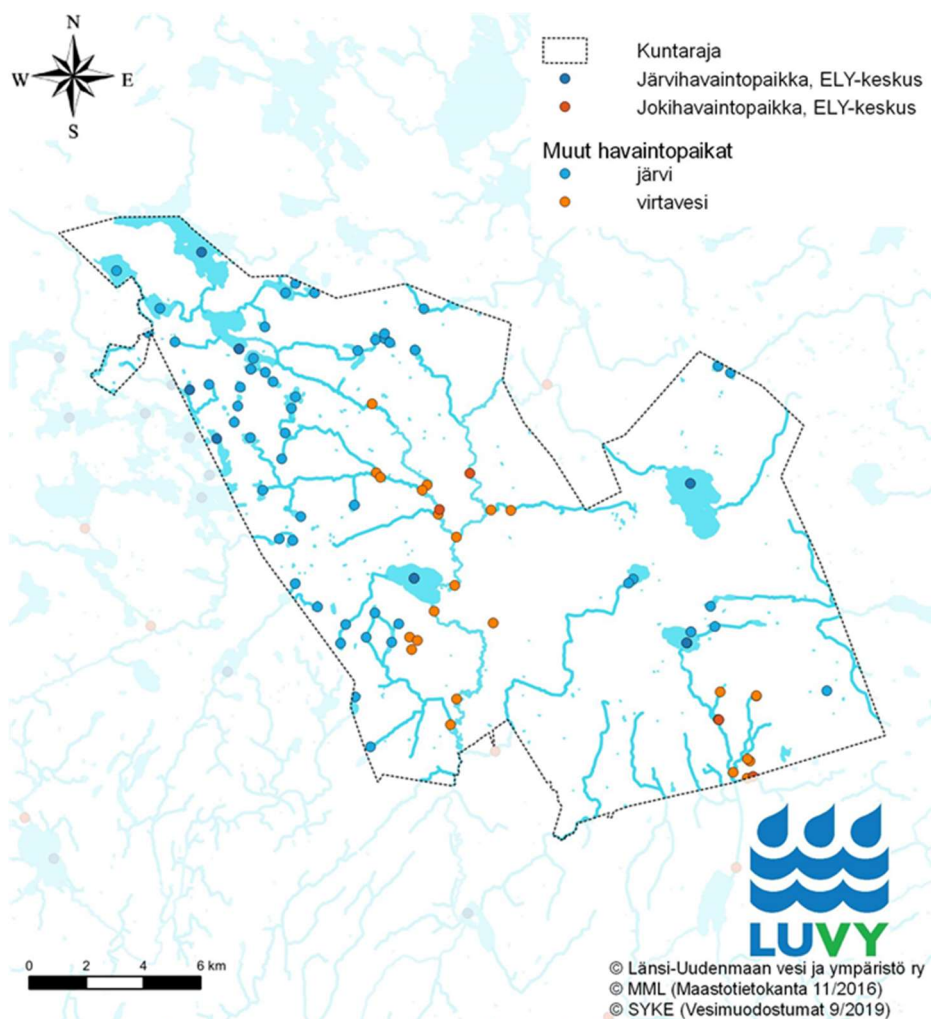 N
W E
S
Kuntaraja
Järvihavaintopaikka, ELY-keskus
Jokihavaintopaikka, ELY-keskus
Muut havaintopaikat
järvi
virtavesi
0 2 4 6 km
LUVY
© Länsi-Uudenmaan vesi ja ympäristö ry
© MML (Maastotietokanta 11/2016)
© SYKE (Vesimuodostumat 9/2019)